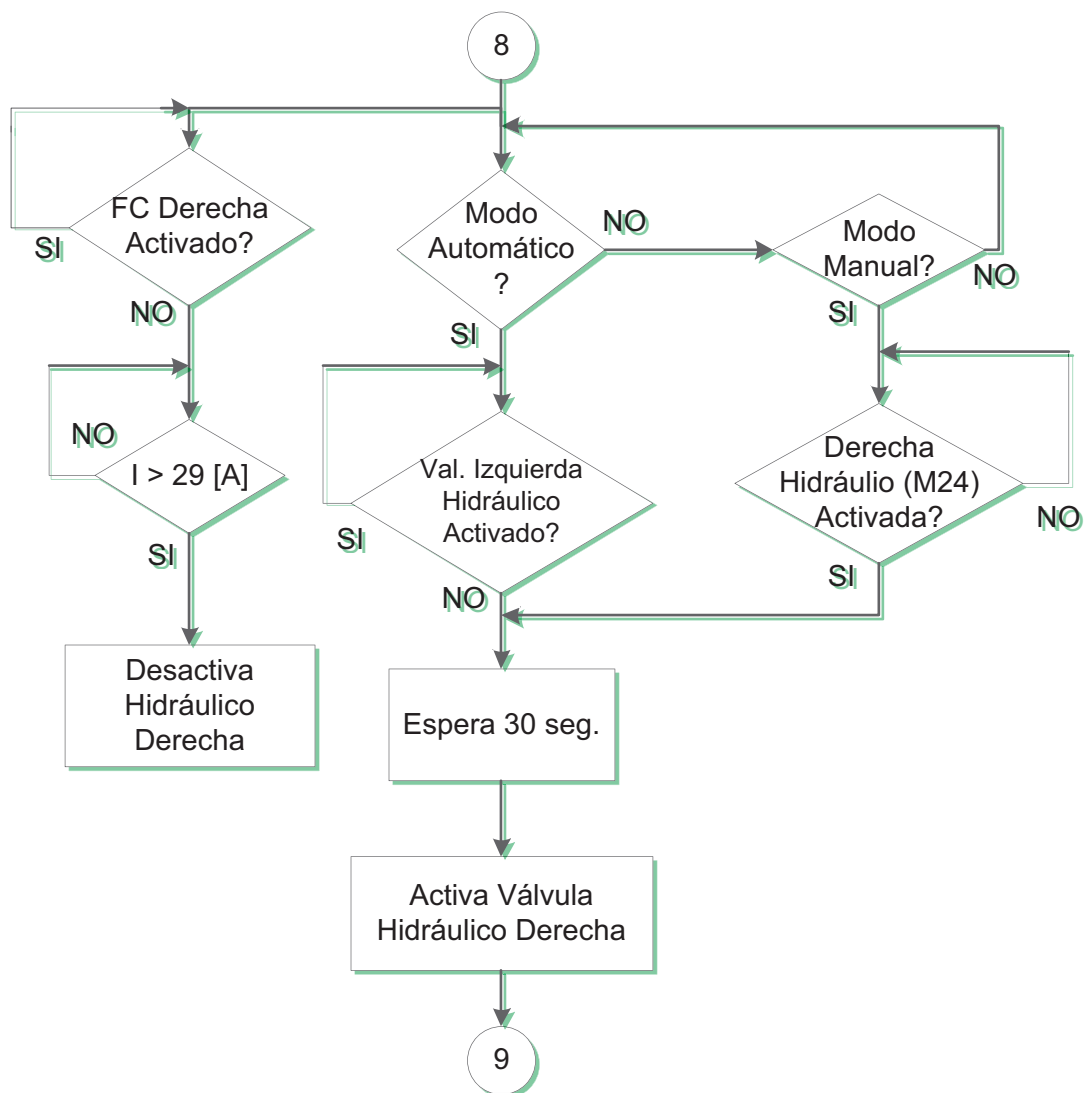 8
FC Derecha
Activado?
SI
NO
Modo
Automático
?
NO
SI
Modo
Manual?
NO
SI
NO
I > 29 [A]
SI
Val. Izquierda
Hidráulico
Activado?
SI
NO
Derecha
Hidráulio (M24)
Activada?
NO
SI
Desactiva
Hidráulico
Derecha
Espera 30 seg.
Activa Válvula
Hidráulico Derecha
9